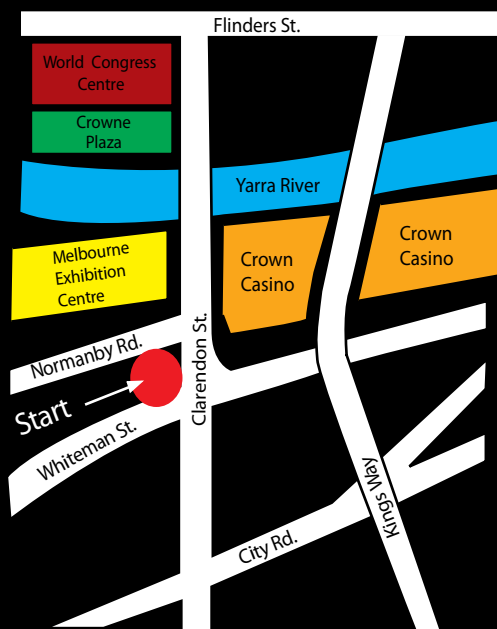 Flinders St.
World Congress
Centre
Crowne
Plaza
Yarra River
Melbourne
Exhibition
Centre
Crown
Casino
Crown
Casino
Normanby Rd.
Clarendon St.
Start
Whiteman St.
Kings Way
City Rd.